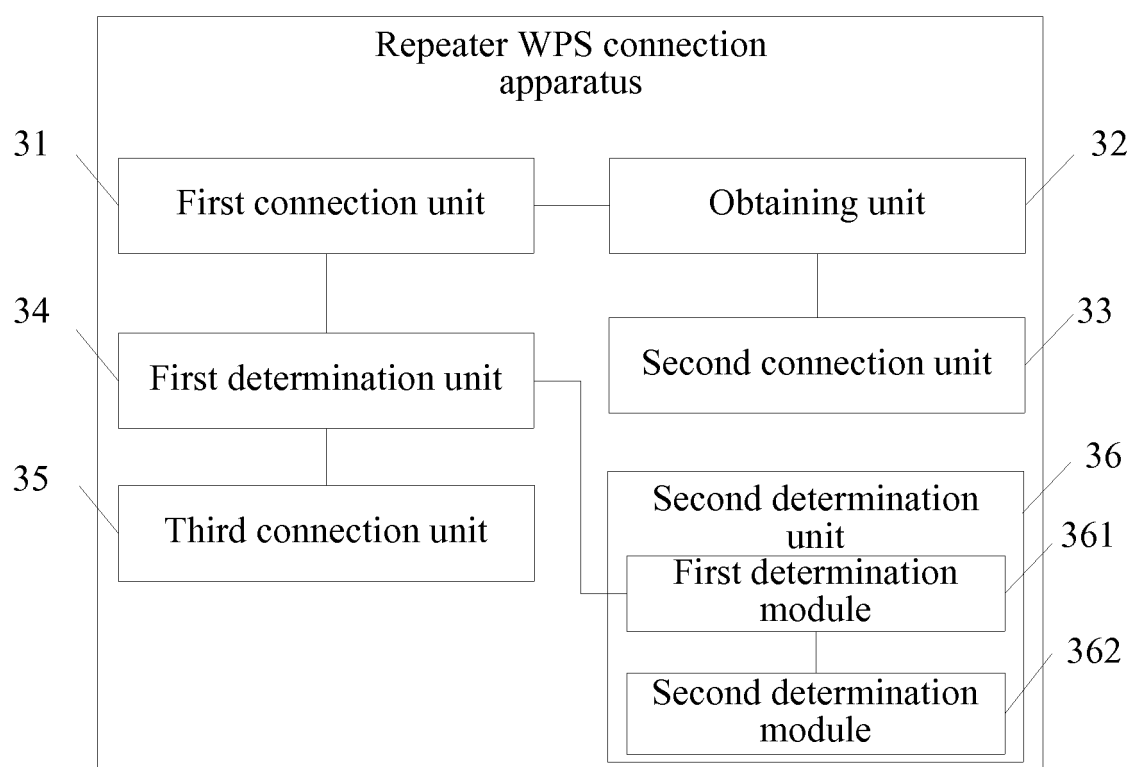 Repeater WPS connection
apparatus
31
First connection unit
Obtaining unit
32
34
First determination unit
Second connection unit
33
35
Third connection unit
36
Second determination
unit
361
First determination
module
362
Second determination
module